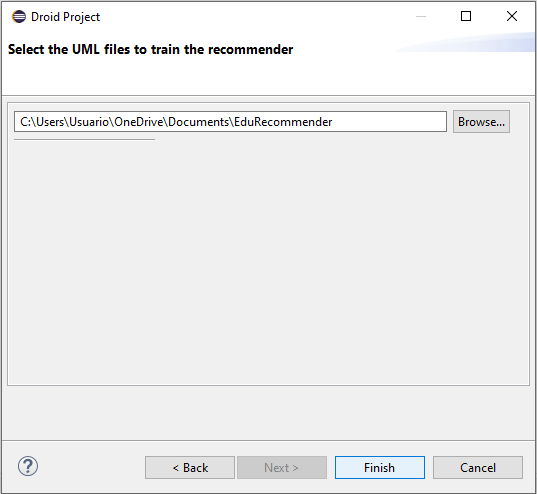 Droid Project
Select the UML files to train the recommender
C:\Users\Usuario\OneDrive\Documents\EduRecommender
Browse...
?
< Back
Next >
Finish
Cancel